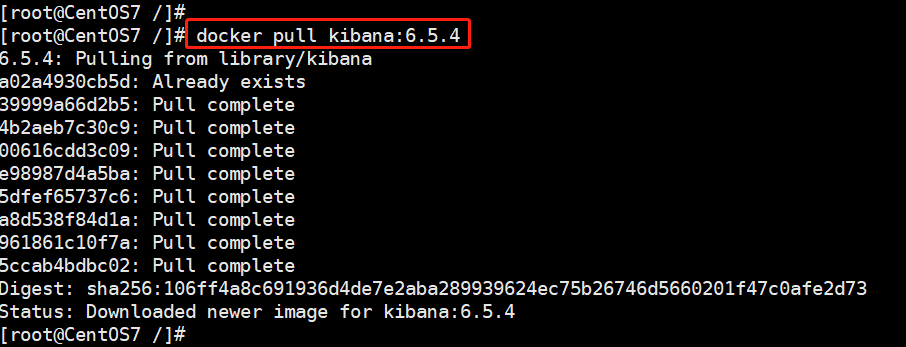 [root@CentOS7 /]#
[root@CentOS7 /]# docker pull kibana:6.5.4
6.5.4: Pulling from library/kibana
a02a4930cb5d: Already exists
39999a66d2b5: Pull complete
4b2aeb7c30c9: Pull complete
00616cdd3c09: Pull complete
e98987d4a5ba: Pull complete
5dfef65737c6: Pull complete
a8d538f84d1a: Pull complete
961861c10f7a: Pull complete
5ccab4bdbc02: Pull complete
Digest: sha256:106ff4a8c691936d4de7e2aba289939624ec75b26746d5660201f47c0afe2d73
Status: Downloaded newer image for kibana:6.5.4
[root@CentOS7 /]#